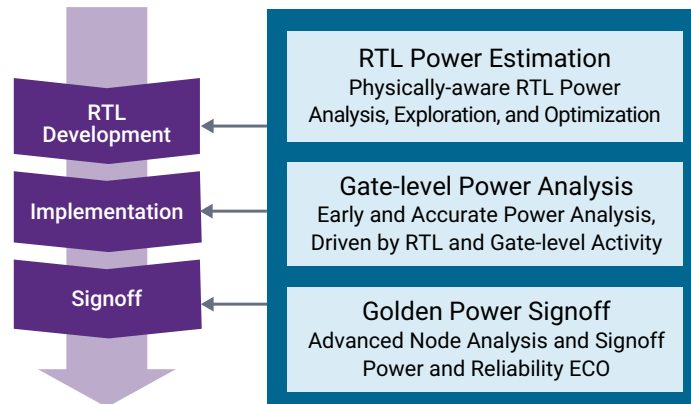 RTL
Development
RTL Power Estimation
Physically-aware RTL Power
Analysis, Exploration, and Optimization
Implementation
Gate-level Power Analysis
Early and Accurate Power Analysis,
Driven by RTL and Gate-level Activity
Signoff
Golden Power Signoff
Advanced Node Analysis and Signoff
Power and Reliability ECO